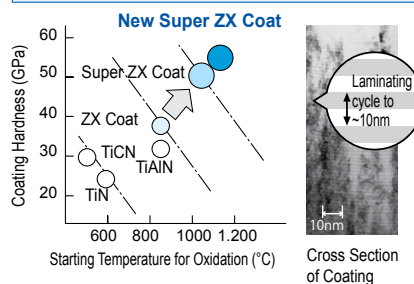 New Super ZX Coat
Coating Hardness (GPa)
60
50
40
30
20
Super ZX Coat
ZX Coat
TiCN
TiAlN
TiN
600
800
1000
1.200
Starting Temperature for Oxidation (°C)
Laminating
cycle to
~10nm
10nm
Cross Section
of Coating